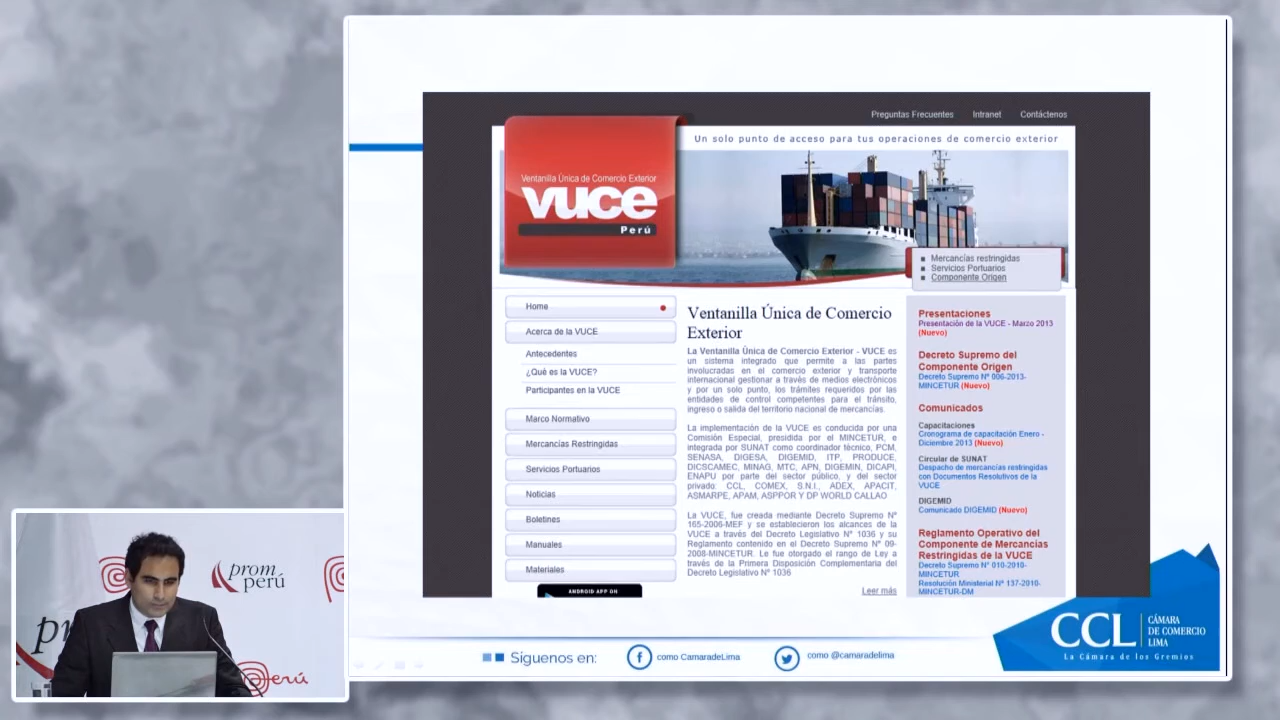 Preguntas Frecuentes Intranet Contáctenos
Un solo punto de acceso para tus operaciones de comercio exterior
Ventanilla Única de Comercio Exterior
vuce
Perú
Mercancías restringidas
Servicios Portuarios
Componente Origen
Home
Acerca de la VUCE
Antecedentes
¿Qué es la VUCE?
Participantes en la VUCE
Marco Normativo
Mercancías Restringidas
Servicios Portuarios
Noticias
Boletines
Manuales
Materiales
ANDROID APP ON
Ventanilla Única de Comercio
Exterior
La Ventanilla Única de Comercio Exterior - VUCE es
un sistema integrado que permite a las partes
involucradas en el comercio exterior y transporte
internacional gestionar a través de medios electrónicos
y por un solo punto, los trámites requeridos por las
entidades de control competentes para el tránsito,
ingreso o salida del territorio nacional de mercancías.
La implementación de la VUCE es conducida por una
Comisión Especial, presidida por el MINCETUR, e
integrada por SUNAT como coordinador técnico, PCM,
SENASA, DIGESA, DIGEMID, ITP, PRODUCE,
DICSCAMEC, MINAG, MTC, APN, DIGEMIN, DICAPI,
ENAPU por parte del sector público, y del sector
privado: CCL, COMEX, S.N.I., ADEX, APACIT,
ASMARPE, APAM, ASPPOR Y DP WORLD CALLAO
La VUCE, fue creada mediante Decreto Supremo Nº
165-2006-MEF y se establecieron los alcances de la
VUCE a través del Decreto Legislativo Nº 1036 y su
Reglamento contenido en el Decreto Supremo Nº 09-
2008-MINCETUR. Le fue otorgado el rango de Ley a
través de la Primera Disposición Complementaria del
Decreto Legislativo Nº 1036
Leer más
Presentaciones
Presentación de la VUCE - Marzo 2013
(Nuevo)
Decreto Supremo del
Componente Origen
Decreto Supremo Nº 006-2013-
MINCETUR (Nuevo)
Comunicados
Capacitaciones
Cronograma de capacitación Enero -
Diciembre 2013 (Nuevo)
Circular de SUNAT
Despacho de mercancías restringidas
con Documentos Resolutivos de la
VUCE
DIGEMID
Comunicado DIGEMID (Nuevo)
Reglamento Operativo del
Componente de Mercancías
Restringidas de la VUCE
Decreto Supremo N° 010-2010-
MINCETUR
Resolución Ministerial N° 137-2010-
MINCETUR-DM
prom
perú
pr
Perú
Síguenos en:
como CamaradeLima
como @camaradelima
CCL
CÁMARA
DE COMERCIO
LIMA
La Cámara de los Gremios